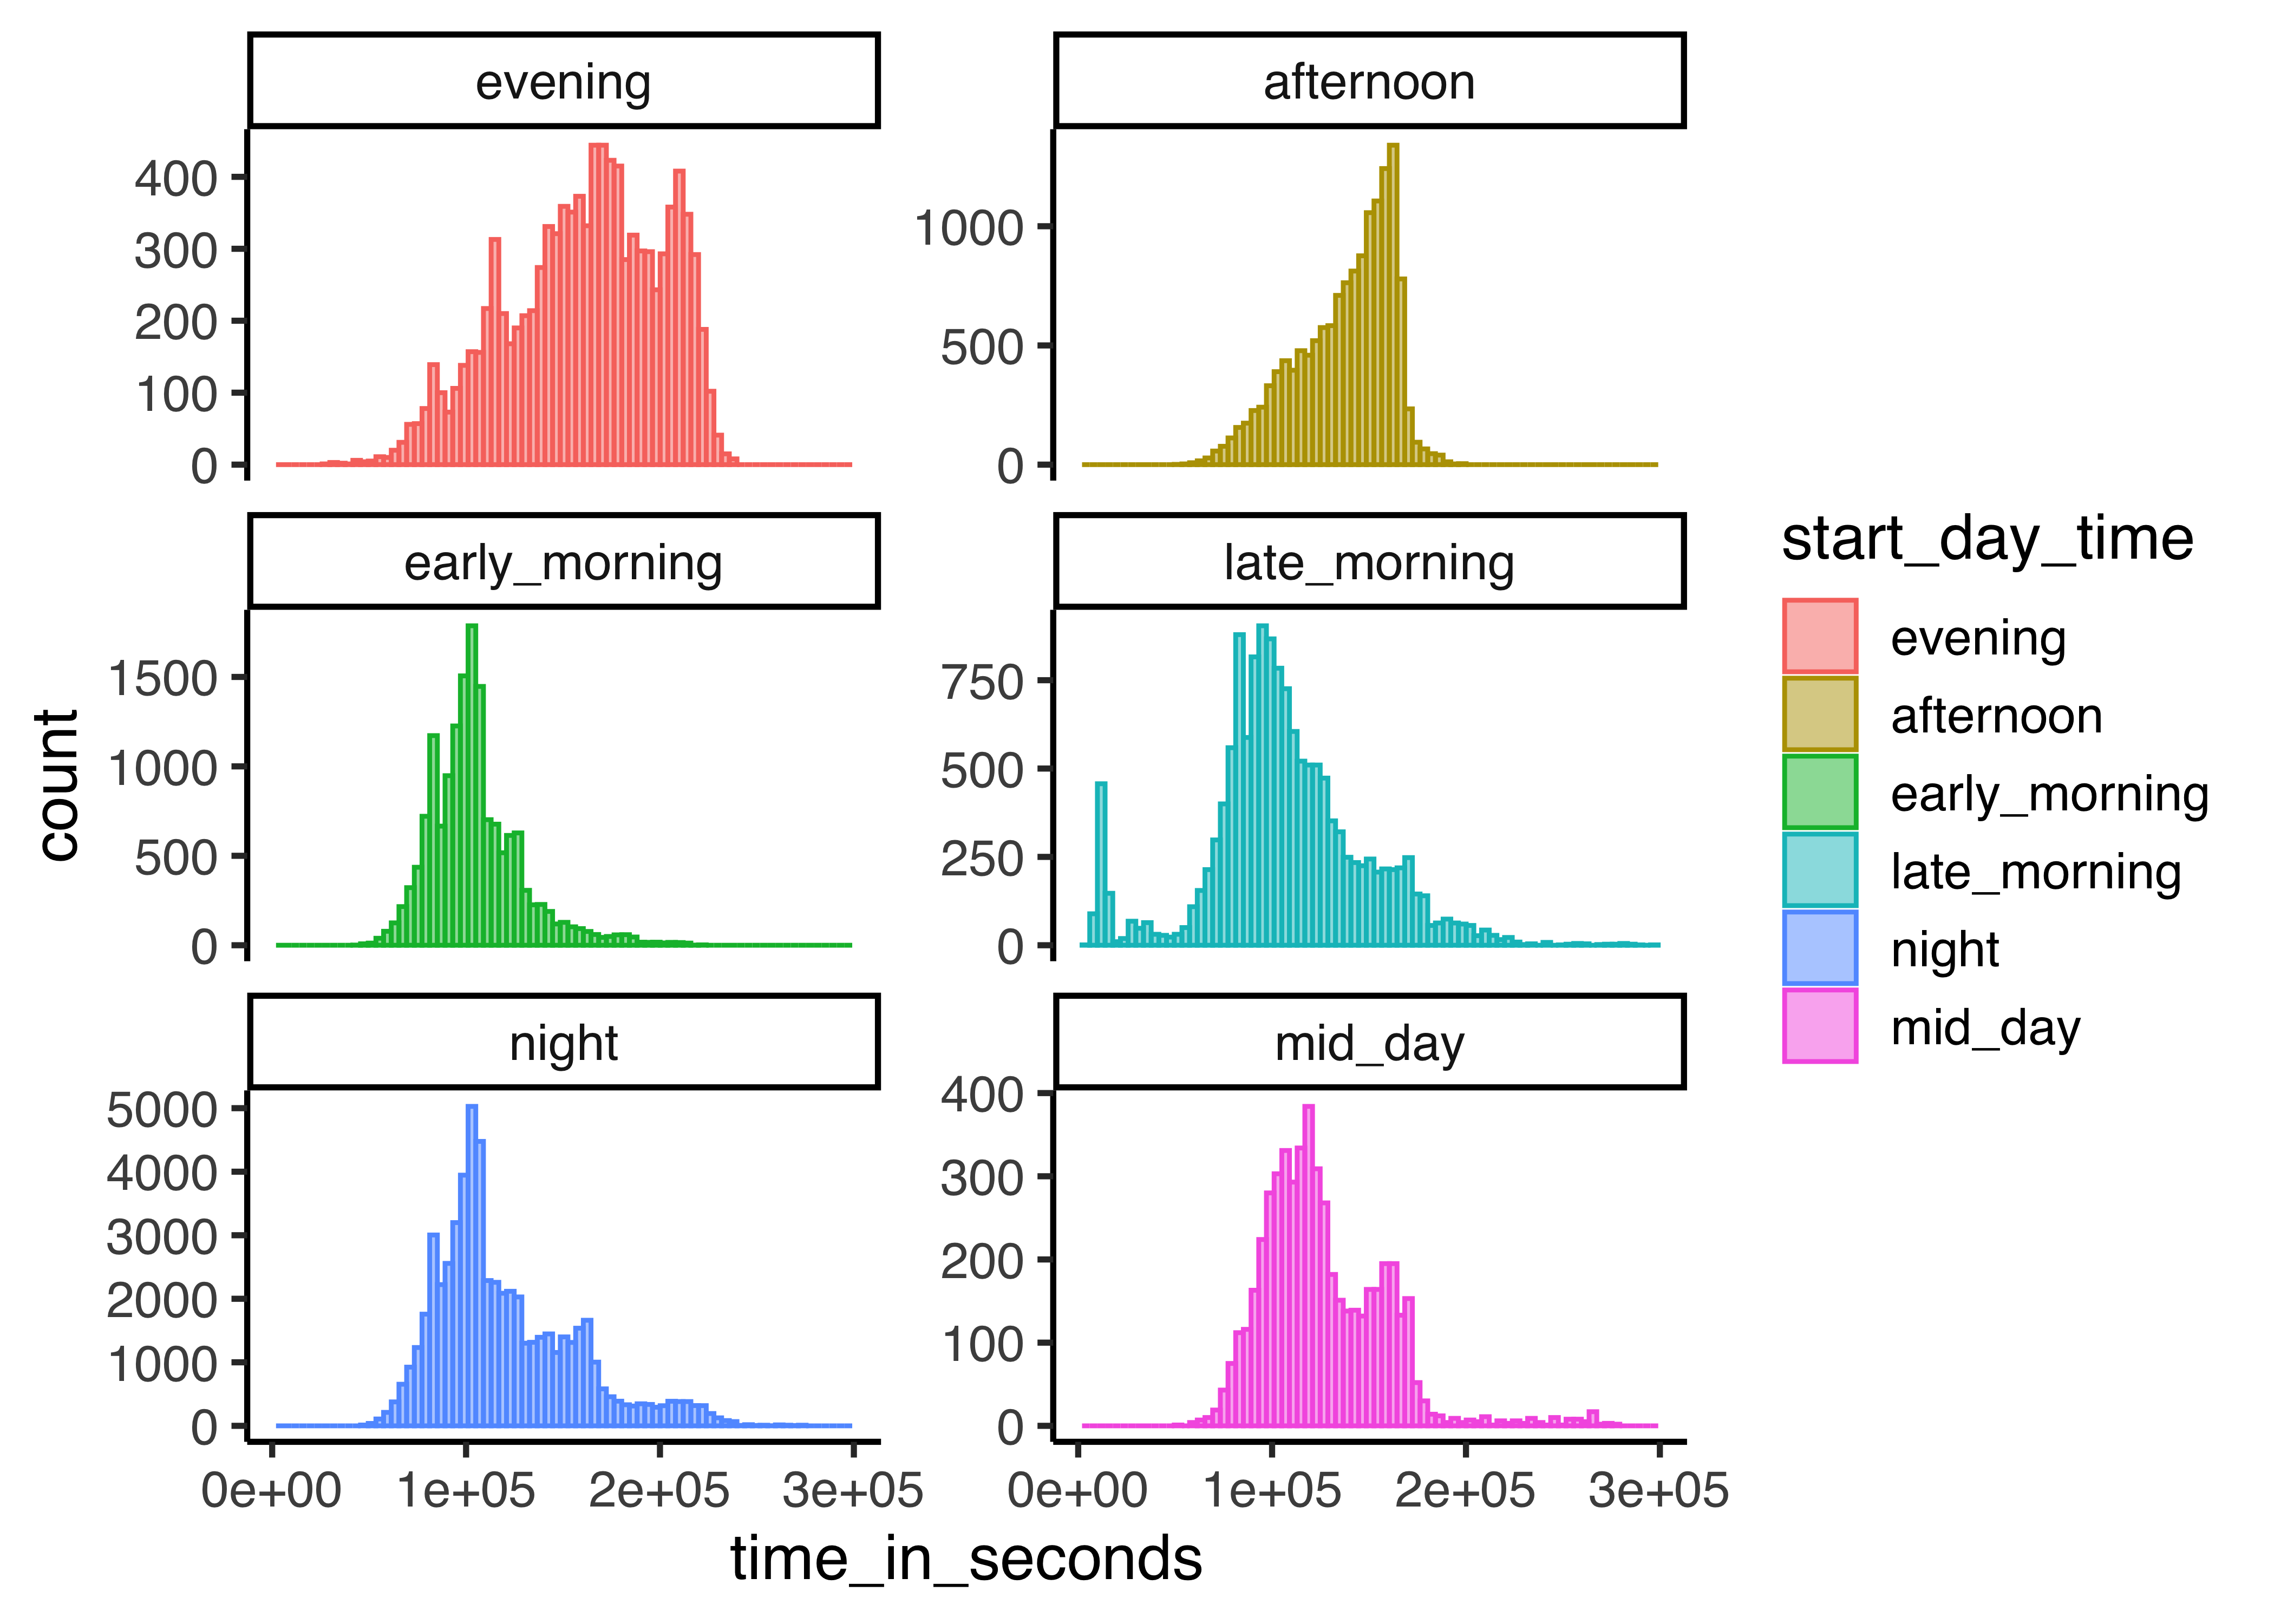 evening
afternoon
400
300
200
100
0
1000
500
0
early_morning
late_morning
1500
1000
500
0
750
500
250
0
night
mid_day
5000
4000
3000
2000
1000
0
400
300
200
100
0
0e+00 1e+05 2e+05 3e+05
0e+00 1e+05 2e+05 3e+05
time_in_seconds
count
start_day_time
evening
afternoon
early_morning
late_morning
night
mid_day